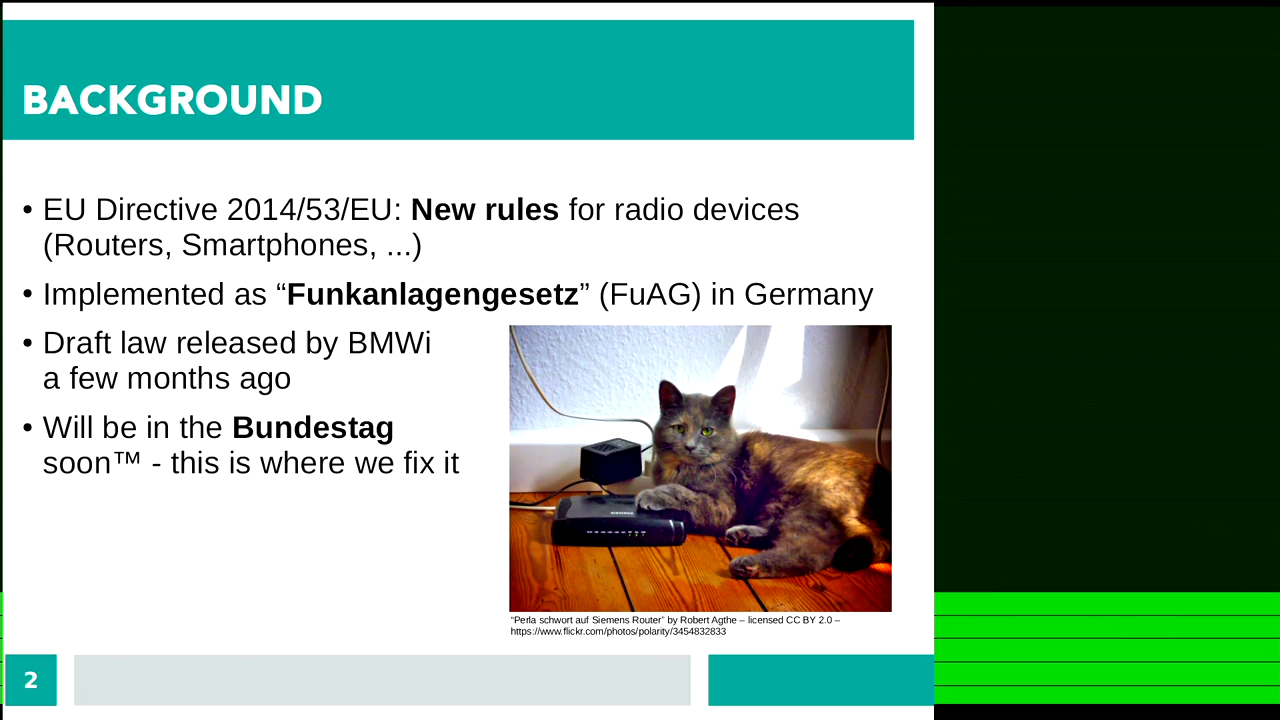 BACKGROUND
• EU Directive 2014/53/EU: New rules for radio devices
(Routers, Smartphones, ...)
• Implemented as “Funkanlagengesetz” (FuAG) in Germany
• Draft law released by BMWi
a few months ago
• Will be in the Bundestag
soon™ - this is where we fix it
SIEMENS
“Perla schwort auf Siemens Router” by Robert Agthe – licensed CC BY 2.0 –
https://www.flickr.com/photos/polarity/3454832833
2